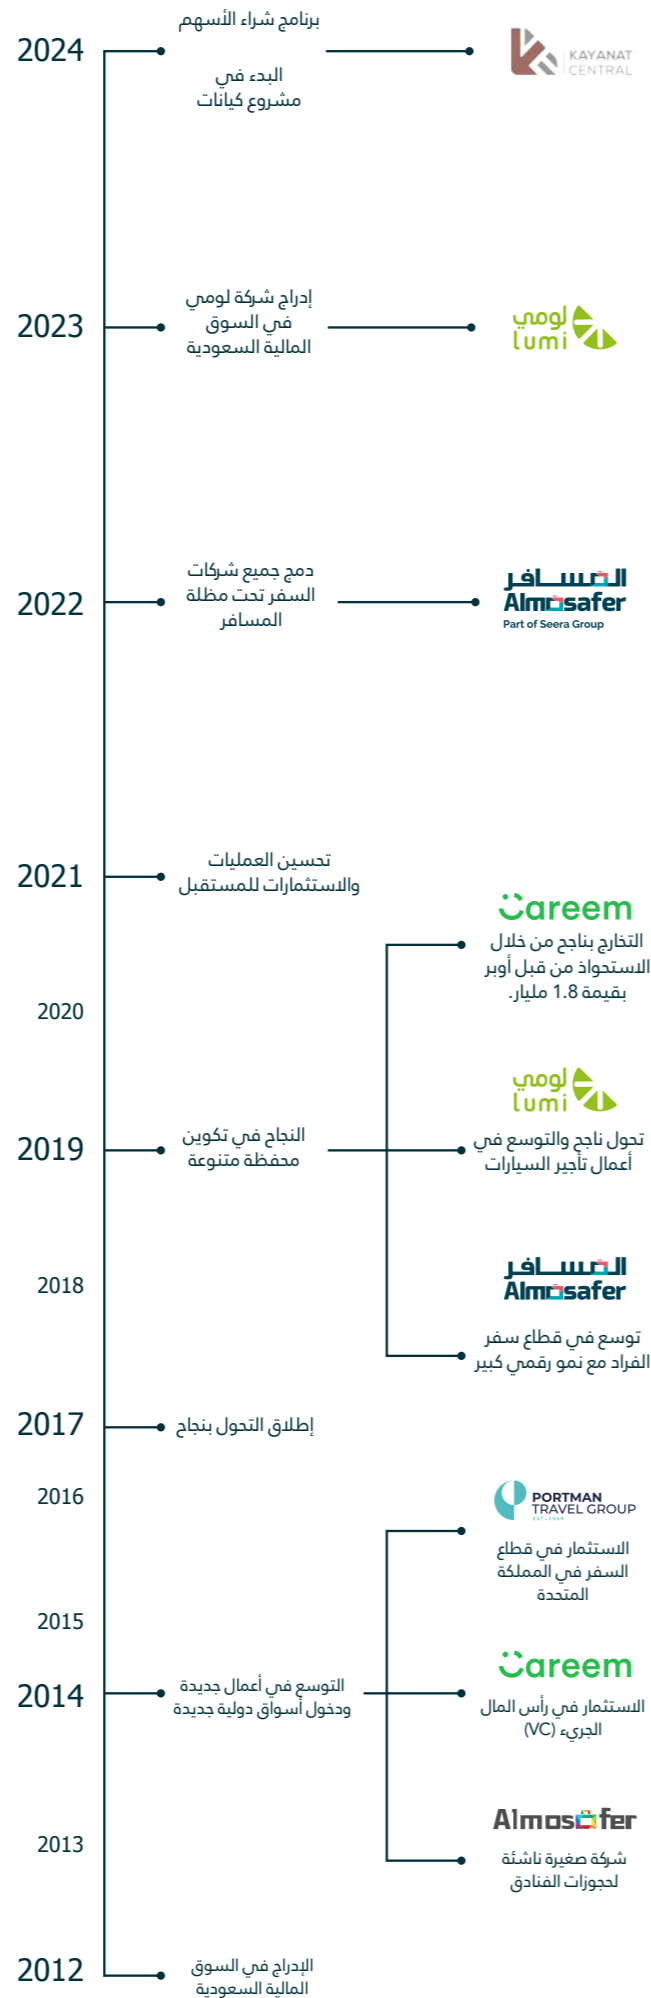 2024
برنامج شراء الأسهم
البدء في
مشروع كيانات
KAYANAT
CENTRAL
2023
إدراج شركة لومي
في السوق
المالية السعودية
لومي
lumi
2022
دمج جميع شركات
السفر تحت مظلة
المسافر
المسافر
Almosafer
Part of Seera Group
2021
تحسين العمليات
والاستثمارات للمستقبل
Careem
التخارج بناجح من خلال
الاستحواذ من قبل أوبر
بقيمة 1.8 مليار.
2020
لومي
lumi
2019
النجاح في تكوين
محفظة متنوعة
تحول ناجح والتوسع في
أعمال تأجير السيارات
2018
المسافر
Almosafer
توسع في قطاع سفر
الفراد مع نمو رقمي كبير
2017
إطلاق التحول بنجاح
2016
PORTMAN
TRAVEL GROUP
EST. 1959
الاستثمار في قطاع
السفر في المملكة
المتحدة
2015
Careem
2014
التوسع في أعمال جديدة
ودخول أسواق دولية جديدة
الاستثمار في رأس المال
الجريء (VC)
2013
Almosafer
شركة صغيرة ناشئة
لحجوزات الفنادق
2012
الإدراج في السوق
المالية السعودية